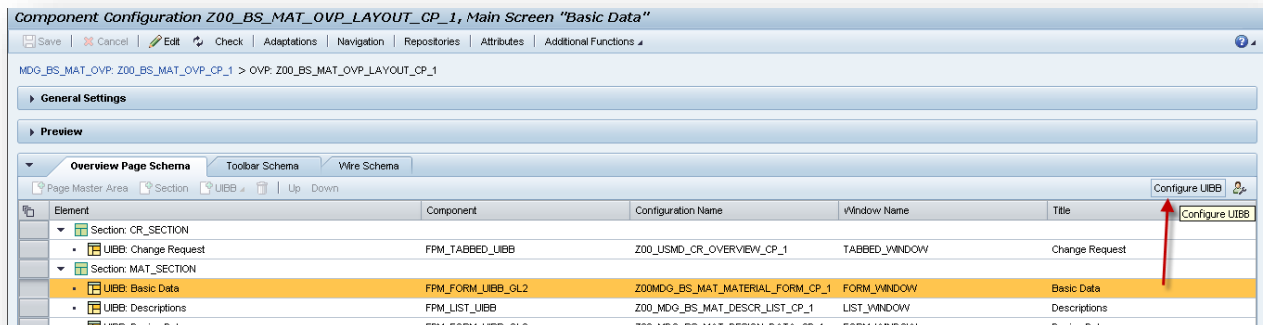 Component Configuration Z00_BS_MAT_OVP_LAYOUT_CP_1, Main Screen "Basic Data"
Save | Cancel | Edit Check | Adaptations | Navigation | Repositories | Attributes | Additional Functions
MDG_BS_MAT_OVP: Z00_BS_MAT_OVP_CP_1 > OVP: Z00_BS_MAT_OVP_LAYOUT_CP_1
General Settings
Preview
Overview Page Schema Toolbar Schema Wire Schema
Page Master Area Section UIBB | Up Down Configure UIBB
Element Component Configuration Name Window Name Title Configure UIBB
Section: CR_SECTION
UIBB: Change Request FPM_TABBED_UIBB Z00_USMD_CR_OVERVIEW_CP_1 TABBED_WINDOW Change Request
Section: MAT_SECTION
UIBB: Basic Data FPM_FORM_UIBB_GL2 Z00MDG_BS_MAT_MATERIAL_FORM_CP_1 FORM_WINDOW Basic Data
UIBB: Descriptions FPM_LIST_UIBB Z00_MDG_BS_MAT_DESCR_LIST_CP_1 LIST_WINDOW Descriptions